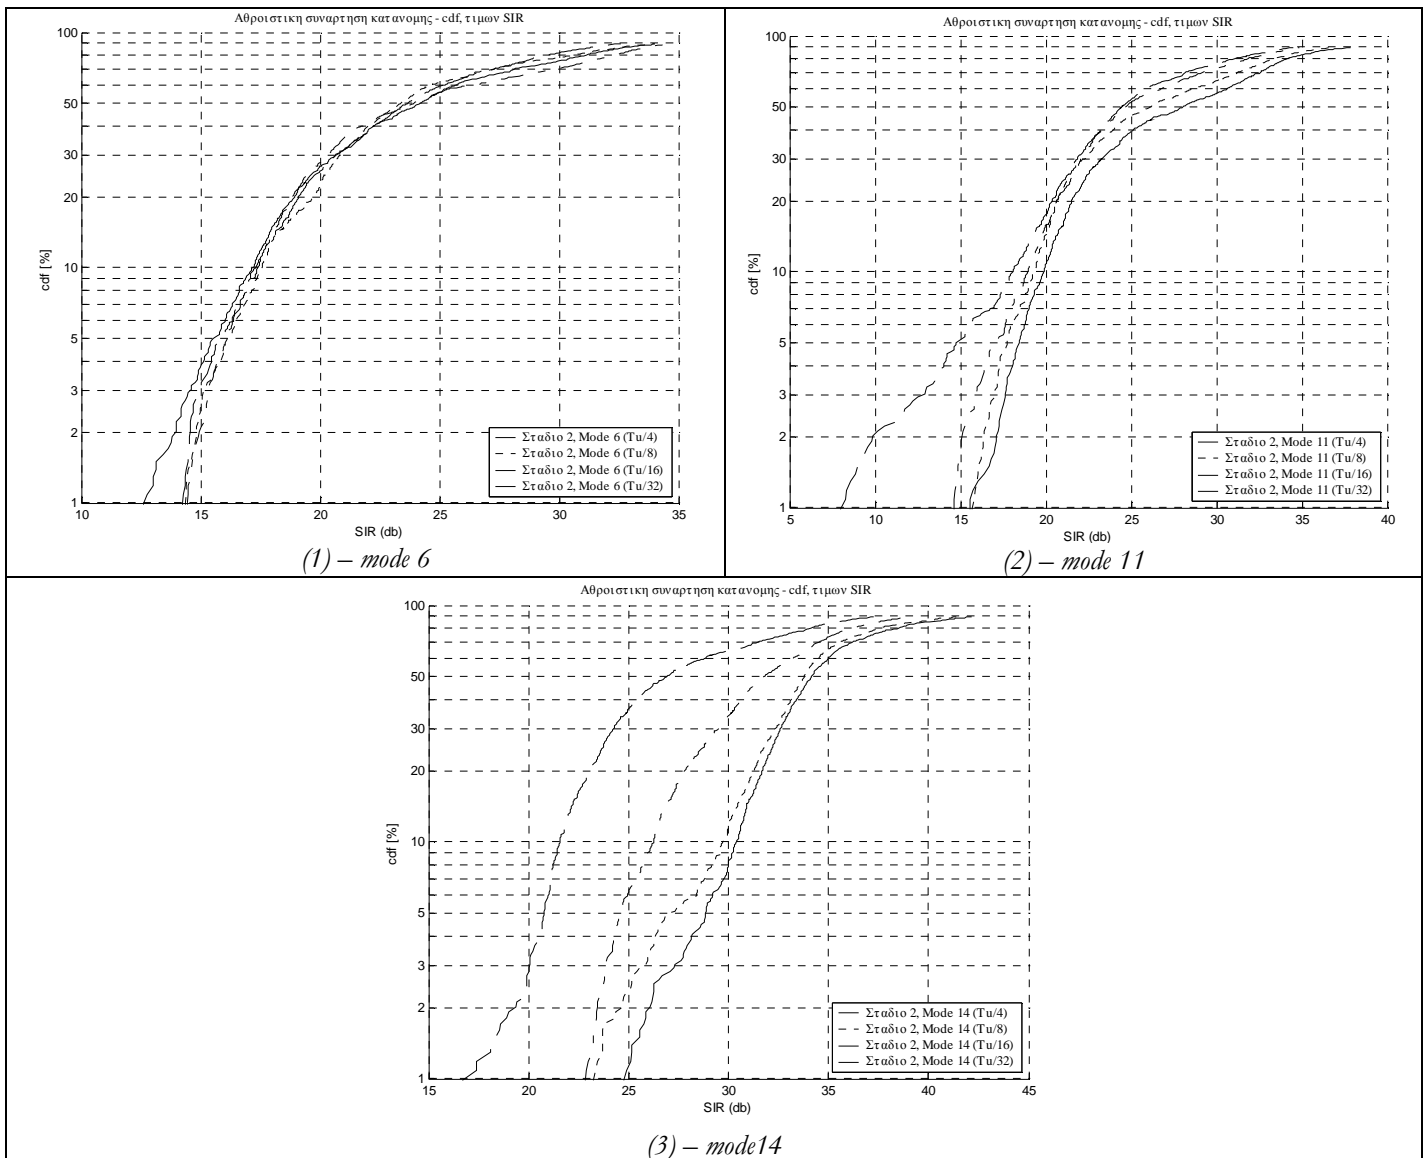 Αθροιστικη συναρτηση κατανομης - cdf, τιμων SIR
100
50
30
20
10
5
3
2
1
cdf [%]
10 15 20 25 30 35
SIR (db)
Σταδιο 2, Mode 6 (Tu/4)
Σταδιο 2, Mode 6 (Tu/8)
Σταδιο 2, Mode 6 (Tu/16)
Σταδιο 2, Mode 6 (Tu/32)
(1) – mode 6
Αθροιστικη συναρτηση κατανομης - cdf, τιμων SIR
100
50
30
20
10
5
3
2
1
cdf [%]
5 10 15 20 25 30 35 40
SIR (db)
Σταδιο 2, Mode 11 (Tu/4)
Σταδιο 2, Mode 11 (Tu/8)
Σταδιο 2, Mode 11 (Tu/16)
Σταδιο 2, Mode 11 (Tu/32)
(2) – mode 11
Αθροιστικη συναρτηση κατανομης - cdf, τιμων SIR
100
50
30
20
10
5
3
2
1
cdf [%]
15 20 25 30 35 40 45
SIR (db)
Σταδιο 2, Mode 14 (Tu/4)
Σταδιο 2, Mode 14 (Tu/8)
Σταδιο 2, Mode 14 (Tu/16)
Σταδιο 2, Mode 14 (Tu/32)
(3) – mode14